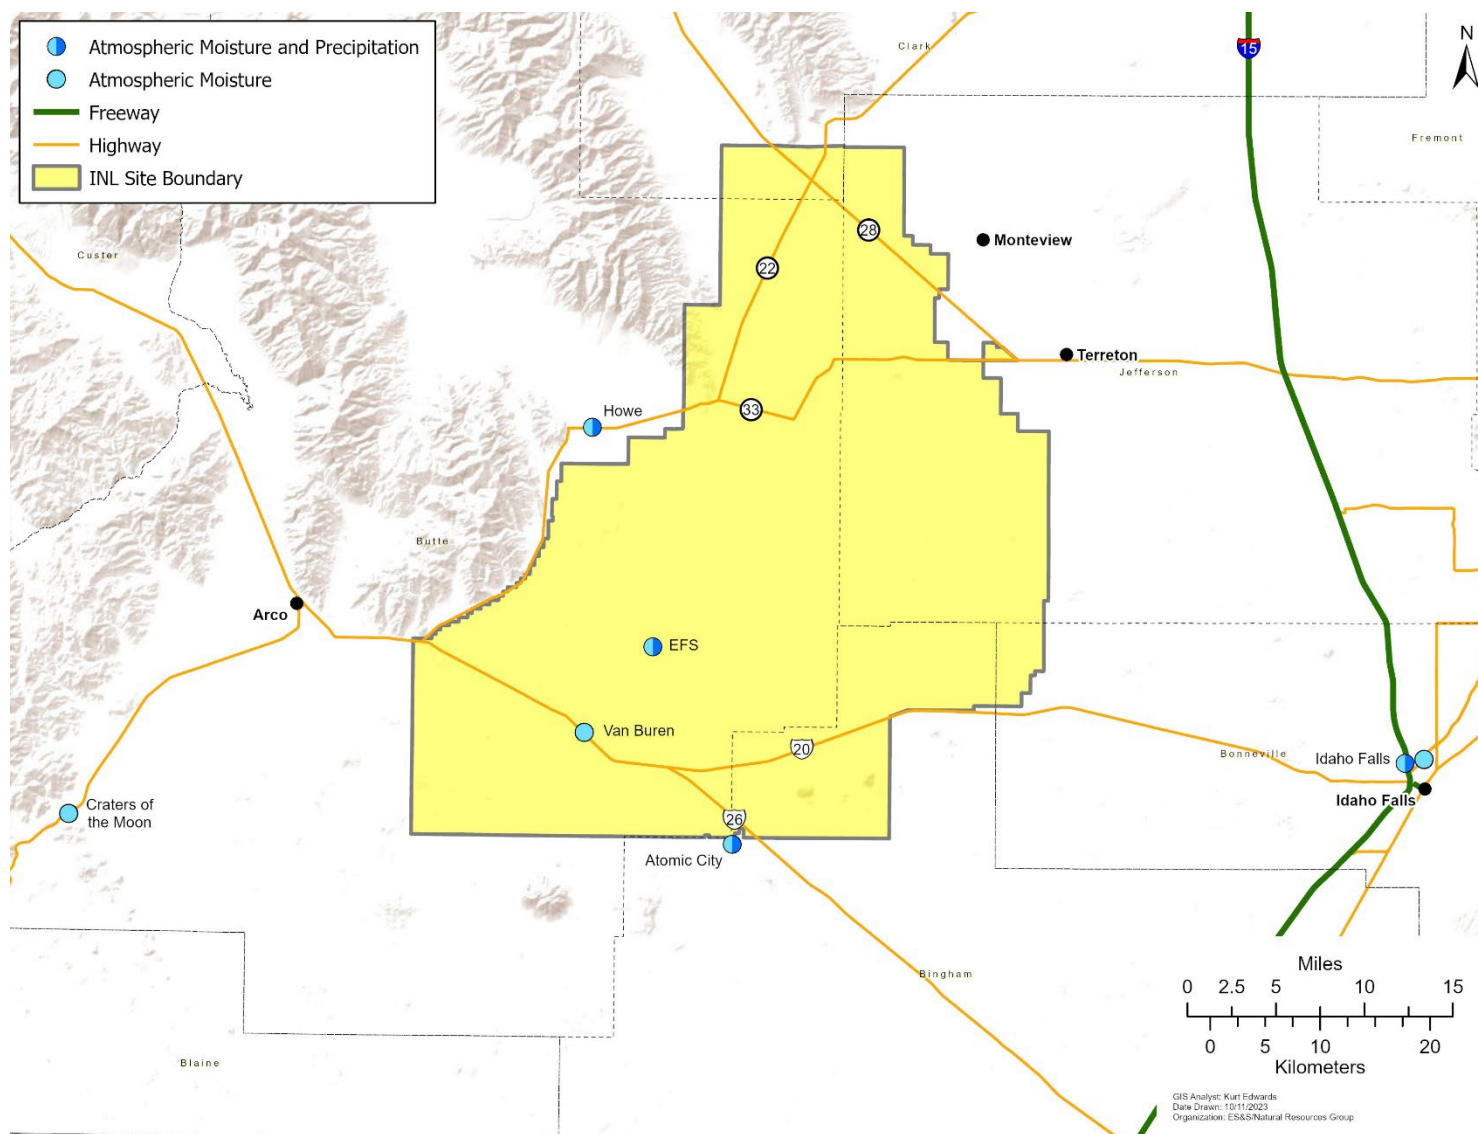 Atmospheric Moisture and Precipitation
Atmospheric Moisture
Freeway
Highway
INL Site Boundary
Clark
15
N
Fremont
28
Monteview
Custer
22
Terreton
Jefferson
Howe
33
Butte
Arco
EFS
Van Buren
20
Bonneville
Idaho Falls
Idaho Falls
Craters of
the Moon
26
Atomic City
Bingham
Blaine
Miles
0 2.5 5 10 15
0 5 10 20
Kilometers
GIS Analyst: Kurt Edwards
Date Drawn: 10/11/2023
Organization: ES&S/Natural Resources Group